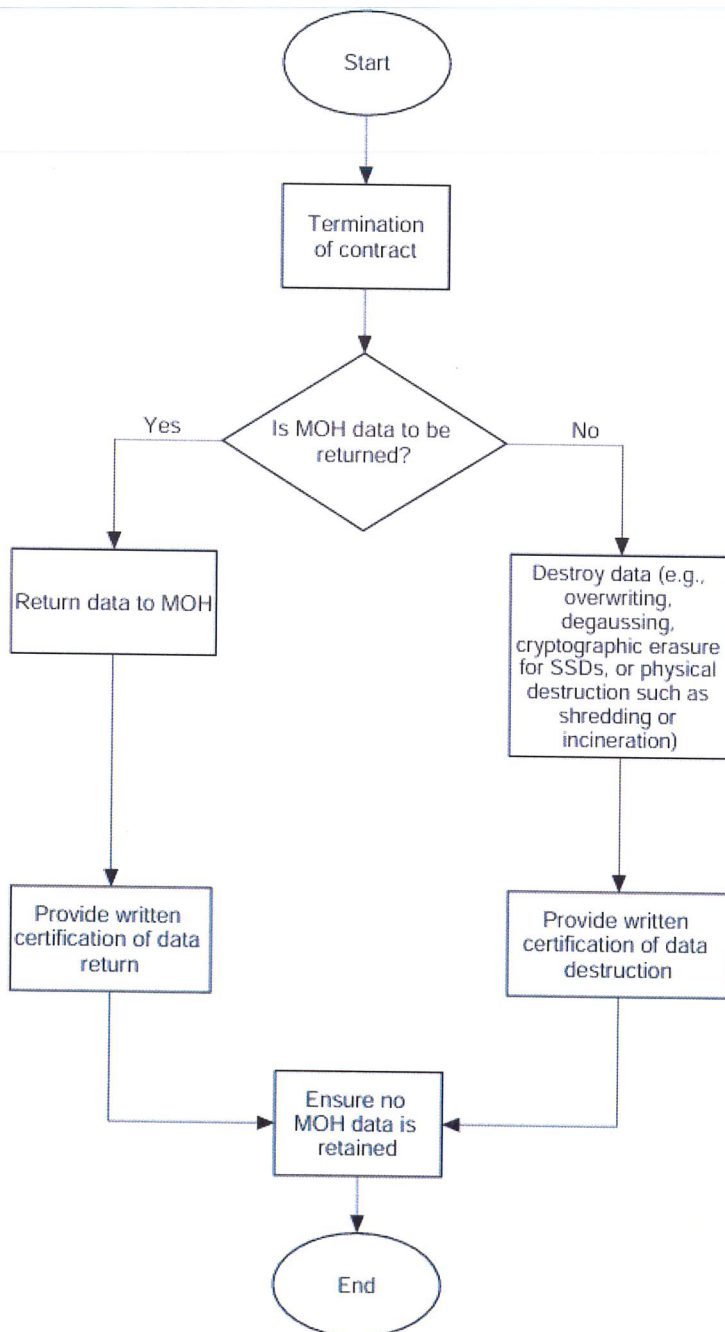 Start
Termination
of contract
Is MOH data to be
returned?
Yes
No
Return data to MOH
Destroy data (e.g.,
overwriting,
degaussing,
cryptographic erasure
for SSDs, or physical
destruction such as
shredding or
incineration)
Provide written
certification of data
return
Provide written
certification of data
destruction
Ensure no
MOH data is
retained
End